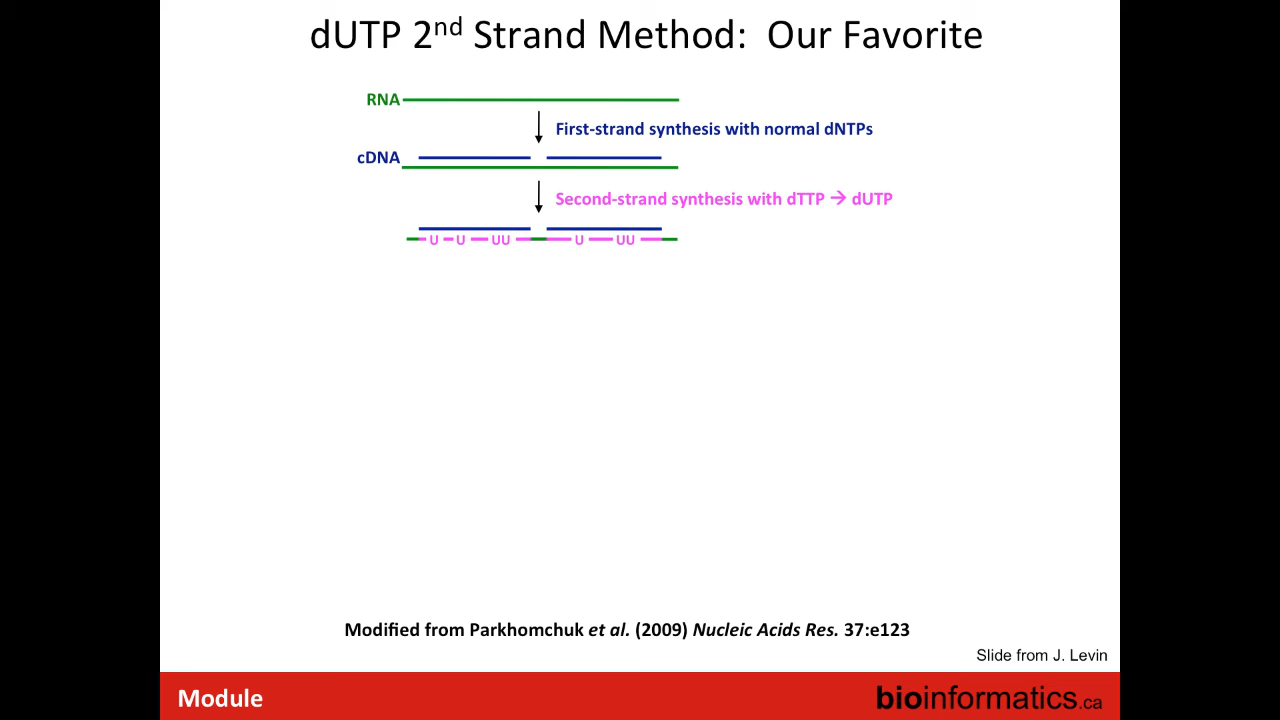 dUTP 2nd Strand Method: Our Favorite
RNA
First-strand synthesis with normal dNTPs
cDNA
Second-strand synthesis with dTTP → dUTP
U U UU U UU
Modified from Parkhomchuk et al. (2009) Nucleic Acids Res. 37:e123
Slide from J. Levin
Module
bioinformatics.ca